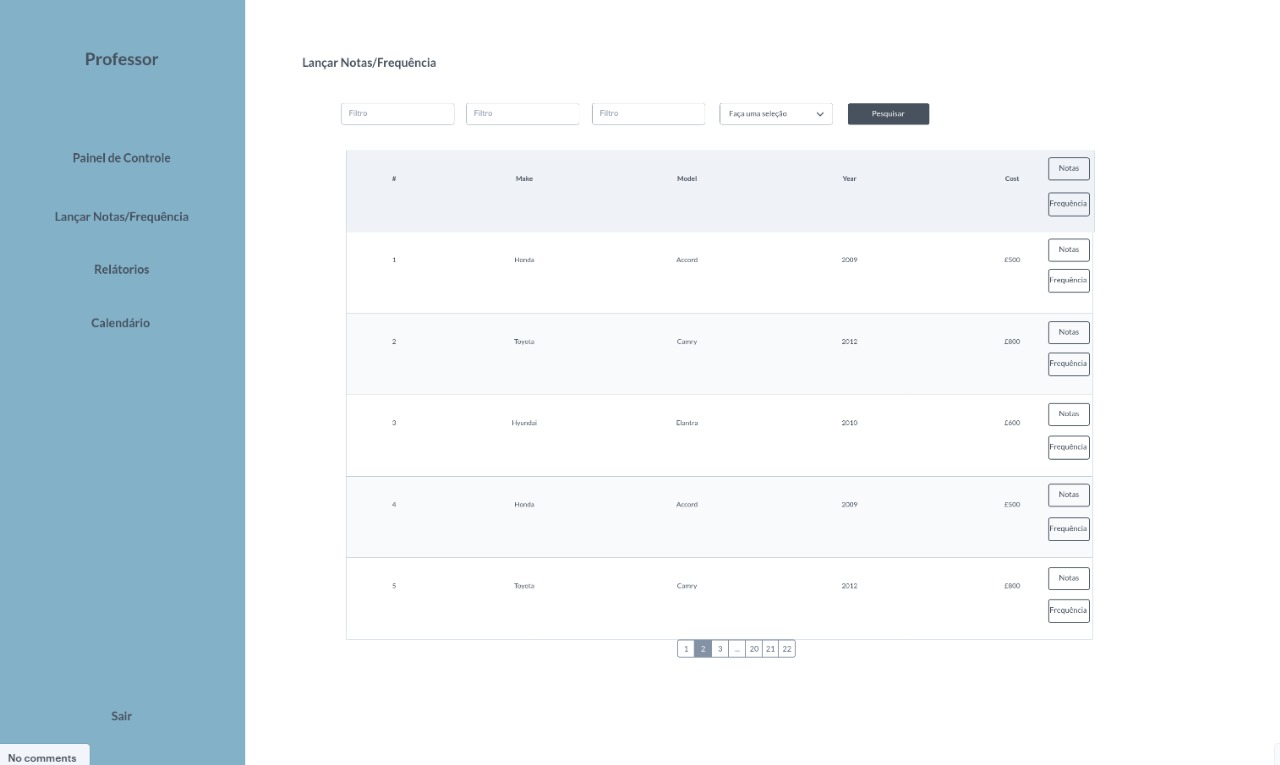 Professor
Painel de Controle
Lançar Notas/Frequência
Relátorios
Calendário
Sair
No comments
Lançar Notas/Frequência
Filtro Filtro Filtro Faça uma seleção Pesquisar
# Make Model Year Cost Notas
Frequência
1 Honda Accord 2009 £500 Notas
Frequência
2 Toyota Camry 2012 £800 Notas
Frequência
3 Hyundai Elantra 2010 £600 Notas
Frequência
4 Honda Accord 2009 £500 Notas
Frequência
5 Toyota Camry 2012 £800 Notas
Frequência
1 2 3 ... 20 21 22